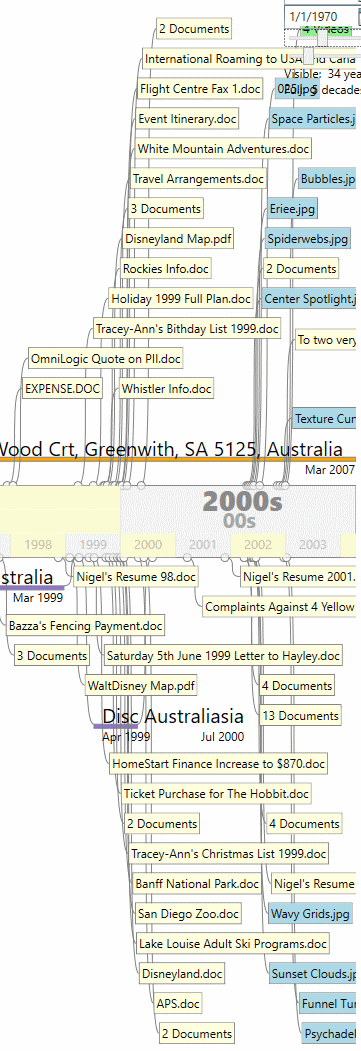 1/1/1970
2 Documents
4 Videos
International Roaming to USA and Cana
Visible: 34 yea
decades
Flight Centre Fax 1.doc
Event Itinerary.doc
Space Particles.j
White Mountain Adventures.doc
Travel Arrangements.doc
Bubbles.jp
3 Documents
Eriee.jpg
Disneyland Map.pdf
Spiderwebs.jpg
Rockies Info.doc
2 Documents
Holiday 1999 Full Plan.doc
Center Spotlight.j
Tracey-Ann's Bithday List 1999.doc
To two very
OmniLogic Quote on PII.doc
EXPENSE.DOC
Whistler Info.doc
Texture Cur
Wood Crt, Greenwith, SA 5125, Australia
Mar 2007
2000s
00s
1998
1999
2000
2001
2002
2003
stralia
Nigel's Resume 98.doc
Nigel's Resume 2001.
Mar 1999
Complaints Against 4 Yellow
Bazza's Fencing Payment.doc
3 Documents
Saturday 5th June 1999 Letter to Hayley.doc
WaltDisney Map.pdf
4 Documents
Disc Australiasia
13 Documents
Apr 1999
Jul 2000
HomeStart Finance Increase to $870.doc
Ticket Purchase for The Hobbit.doc
2 Documents
4 Documents
Tracey-Ann's Christmas List 1999.doc
Banff National Park.doc
Nigel's Resume
San Diego Zoo.doc
Wavy Grids.jpg
Lake Louise Adult Ski Programs.doc
Disneyland.doc
Sunset Clouds.jp
APS.doc
Funnel Tur
2 Documents
Psychadel